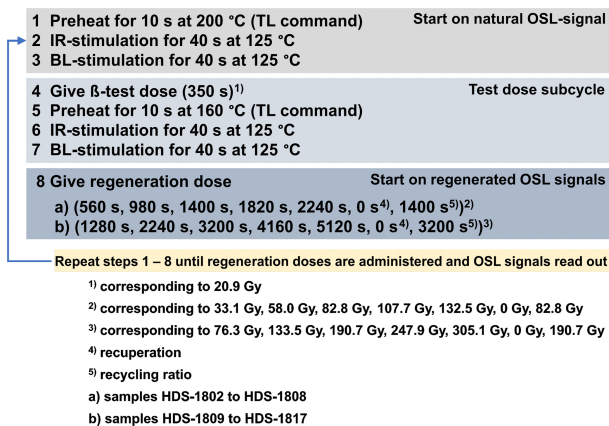 1 Preheat for 10 s at 200 °C (TL command) Start on natural OSL-signal
2 IR-stimulation for 40 s at 125 °C
3 BL-stimulation for 40 s at 125 °C
4 Give ß-test dose (350 s)1) Test dose subcycle
5 Preheat for 10 s at 160 °C (TL command)
6 IR-stimulation for 40 s at 125 °C
7 BL-stimulation for 40 s at 125 °C
8 Give regeneration dose Start on regenerated OSL signals
a) (560 s, 980 s, 1400 s, 1820 s, 2240 s, 0 s4), 1400 s5))2)
b) (1280 s, 2240 s, 3200 s, 4160 s, 5120 s, 0 s4), 3200 s5))3)
Repeat steps 1 – 8 until regeneration doses are administered and OSL signals read out
1) corresponding to 20.9 Gy
2) corresponding to 33.1 Gy, 58.0 Gy, 82.8 Gy, 107.7 Gy, 132.5 Gy, 0 Gy, 82.8 Gy
3) corresponding to 76.3 Gy, 133.5 Gy, 190.7 Gy, 247.9 Gy, 305.1 Gy, 0 Gy, 190.7 Gy
4) recuperation
5) recycling ratio
a) samples HDS-1802 to HDS-1808
b) samples HDS-1809 to HDS-1817